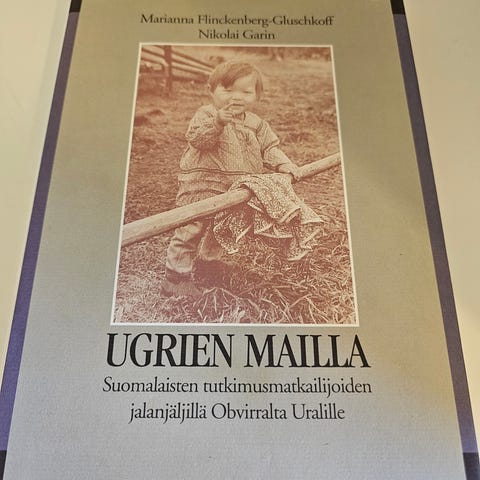 Marianna Flinckenberg-Gluschkoff
Nikolai Garin
UGRIEN MAILLA
Suomalaisten tutkimusmatkailijoiden
jalanjäljillä Obvirralta Uralille